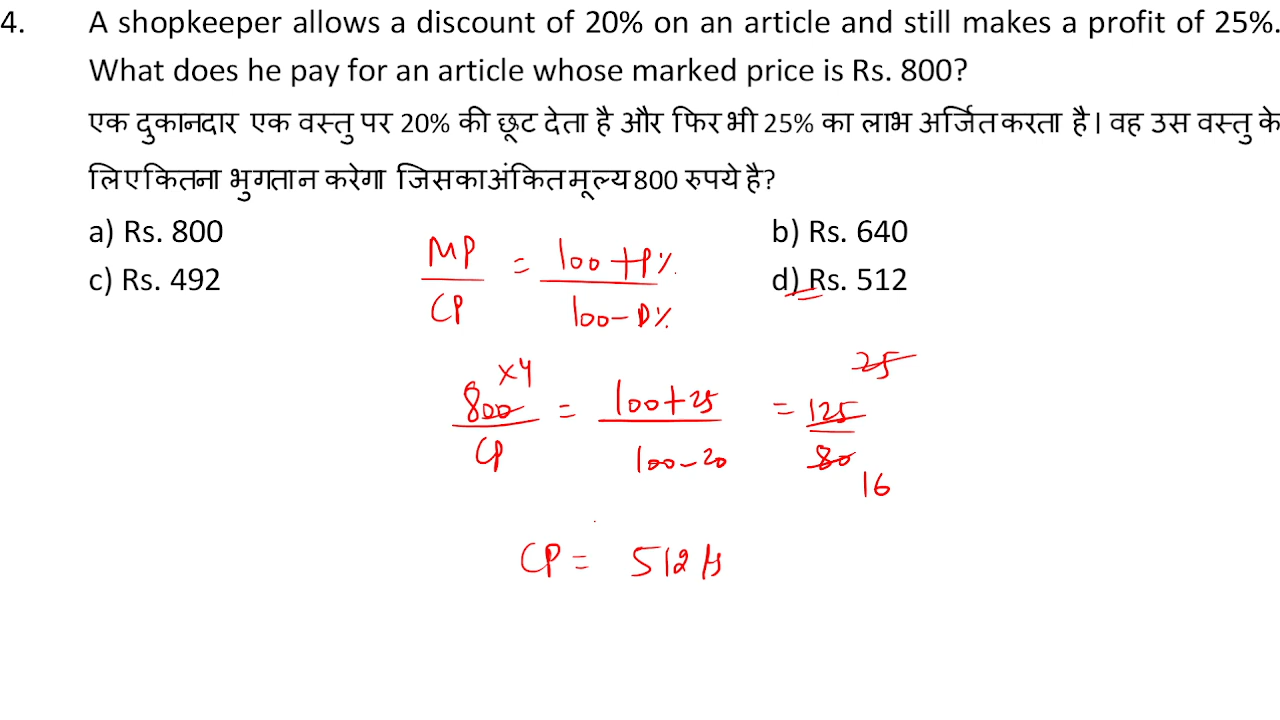 4. A shopkeeper allows a discount of 20% on an article and still makes a profit of 25%.
What does he pay for an article whose marked price is Rs. 800?
एक दुकानदार एक वस्तु पर 20% की छूट देता है और फिर भी 25% का लाभ अर्जित करता है। वह उस वस्तु के
लिए कितना भुगतान करेगा जिसका अंकित मूल्य 800 रुपये है?
a) Rs. 800 b) Rs. 640
c) Rs. 492 d) Rs. 512
MP = 100 + P%
CP 100 - D%
25
×4
800 = 100 + 25 = 125
CP 100 - 20 80
16
CP = 512